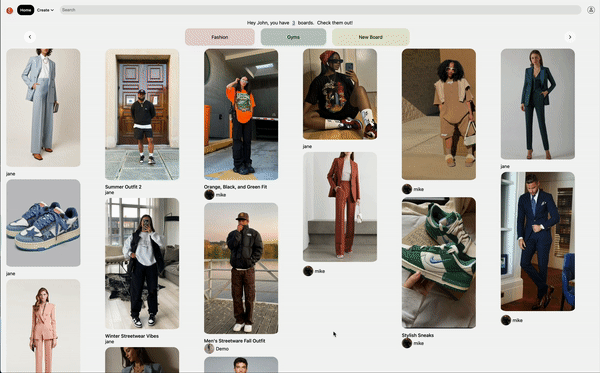 Home Create Search
Hey John, you have 3 boards. Check them out!
Fashion Gyms New Board
jane
jane
Summer Outfit 2
jane
Winter Streetwear Vibes
jane
Orange, Black, and Green Fit
mike
Men's Streetware Fall Outfit
Demo
jane
mike
mike
Stylish Sneaks
mike
jane
mike